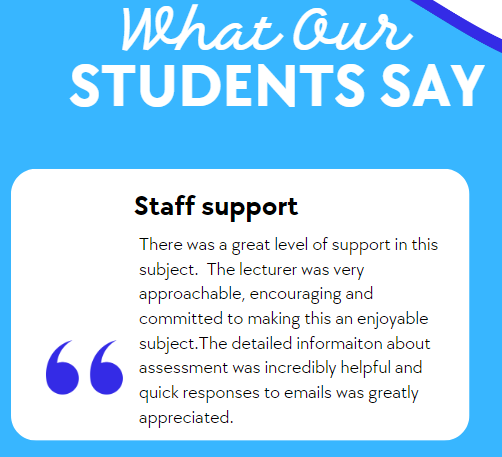 What Our
STUDENTS SAY
Staff support
There was a great level of support in this
subject.  The lecturer was very
approachable, encouraging and
committed to making this an enjoyable
subject.The detailed informaiton about
assessment was incredibly helpful and
quick responses to emails was greatly
appreciated.